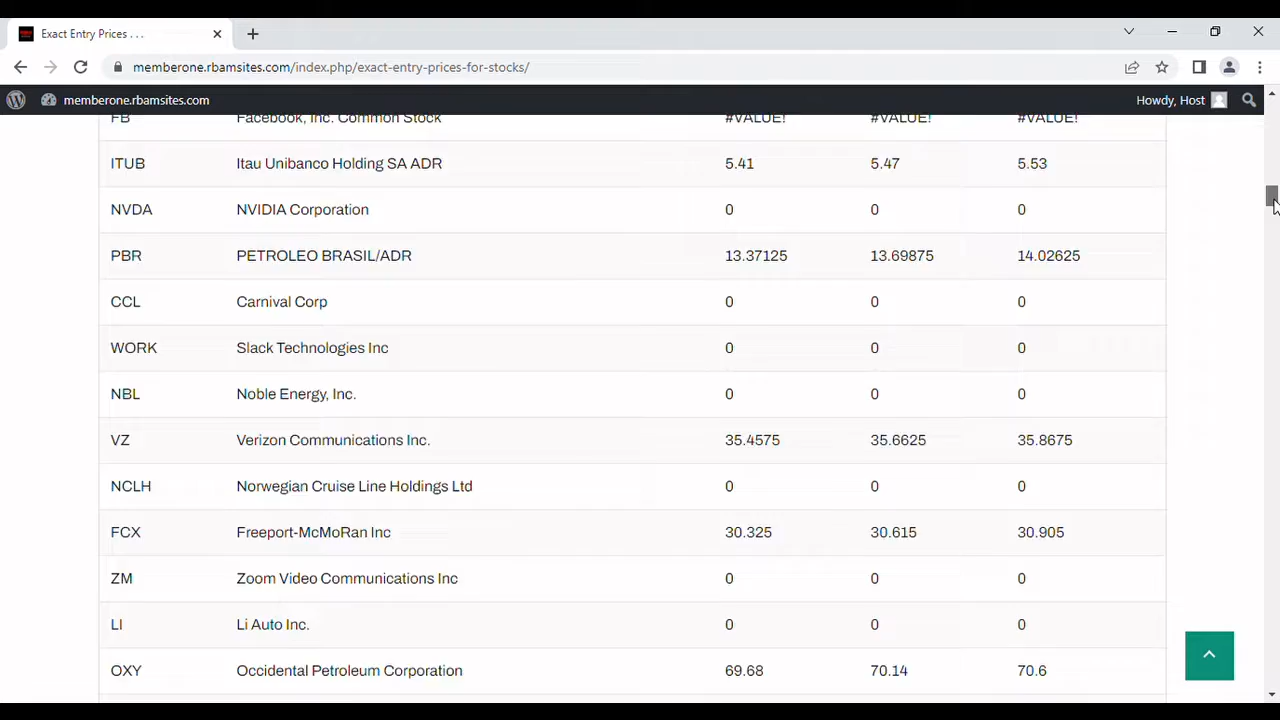 Exact Entry Prices . . .
memberone.rbamsites.com/index.php/exact-entry-prices-for-stocks/
memberone.rbamsites.com Howdy, Host
FB Facebook, Inc. Common Stock #VALUE! #VALUE! #VALUE!
ITUB Itau Unibanco Holding SA ADR 5.41 5.47 5.53
NVDA NVIDIA Corporation 0 0 0
PBR PETROLEO BRASIL/ADR 13.37125 13.69875 14.02625
CCL Carnival Corp 0 0 0
WORK Slack Technologies Inc 0 0 0
NBL Noble Energy, Inc. 0 0 0
VZ Verizon Communications Inc. 35.4575 35.6625 35.8675
NCLH Norwegian Cruise Line Holdings Ltd 0 0 0
FCX Freeport-McMoRan Inc 30.325 30.615 30.905
ZM Zoom Video Communications Inc 0 0 0
LI Li Auto Inc. 0 0 0
OXY Occidental Petroleum Corporation 69.68 70.14 70.6